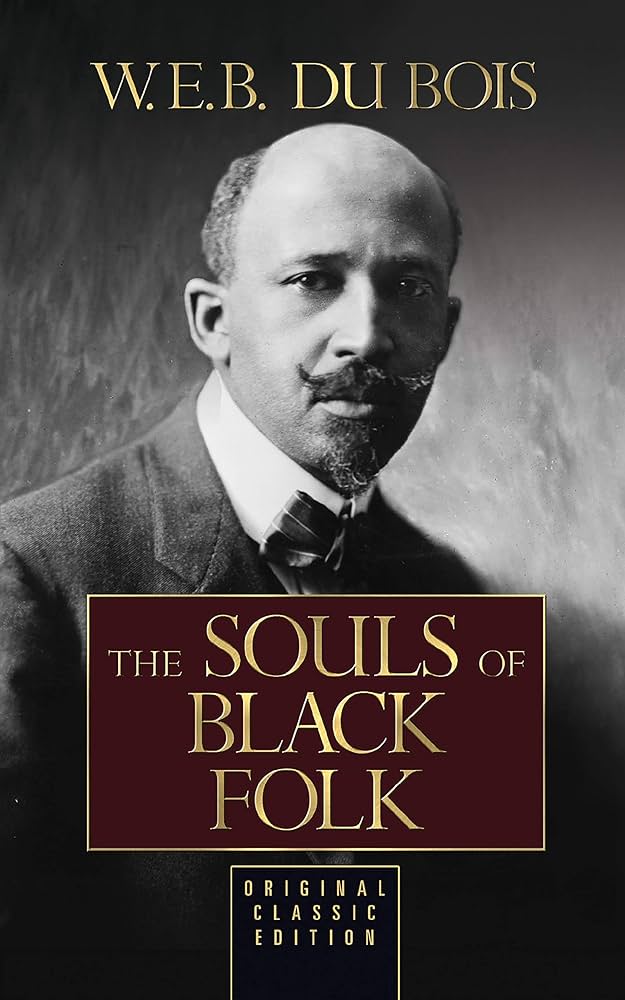 W.E.B. DU BOIS
THE SOULS OF
BLACK
FOLK
ORIGINAL
CLASSIC
EDITION